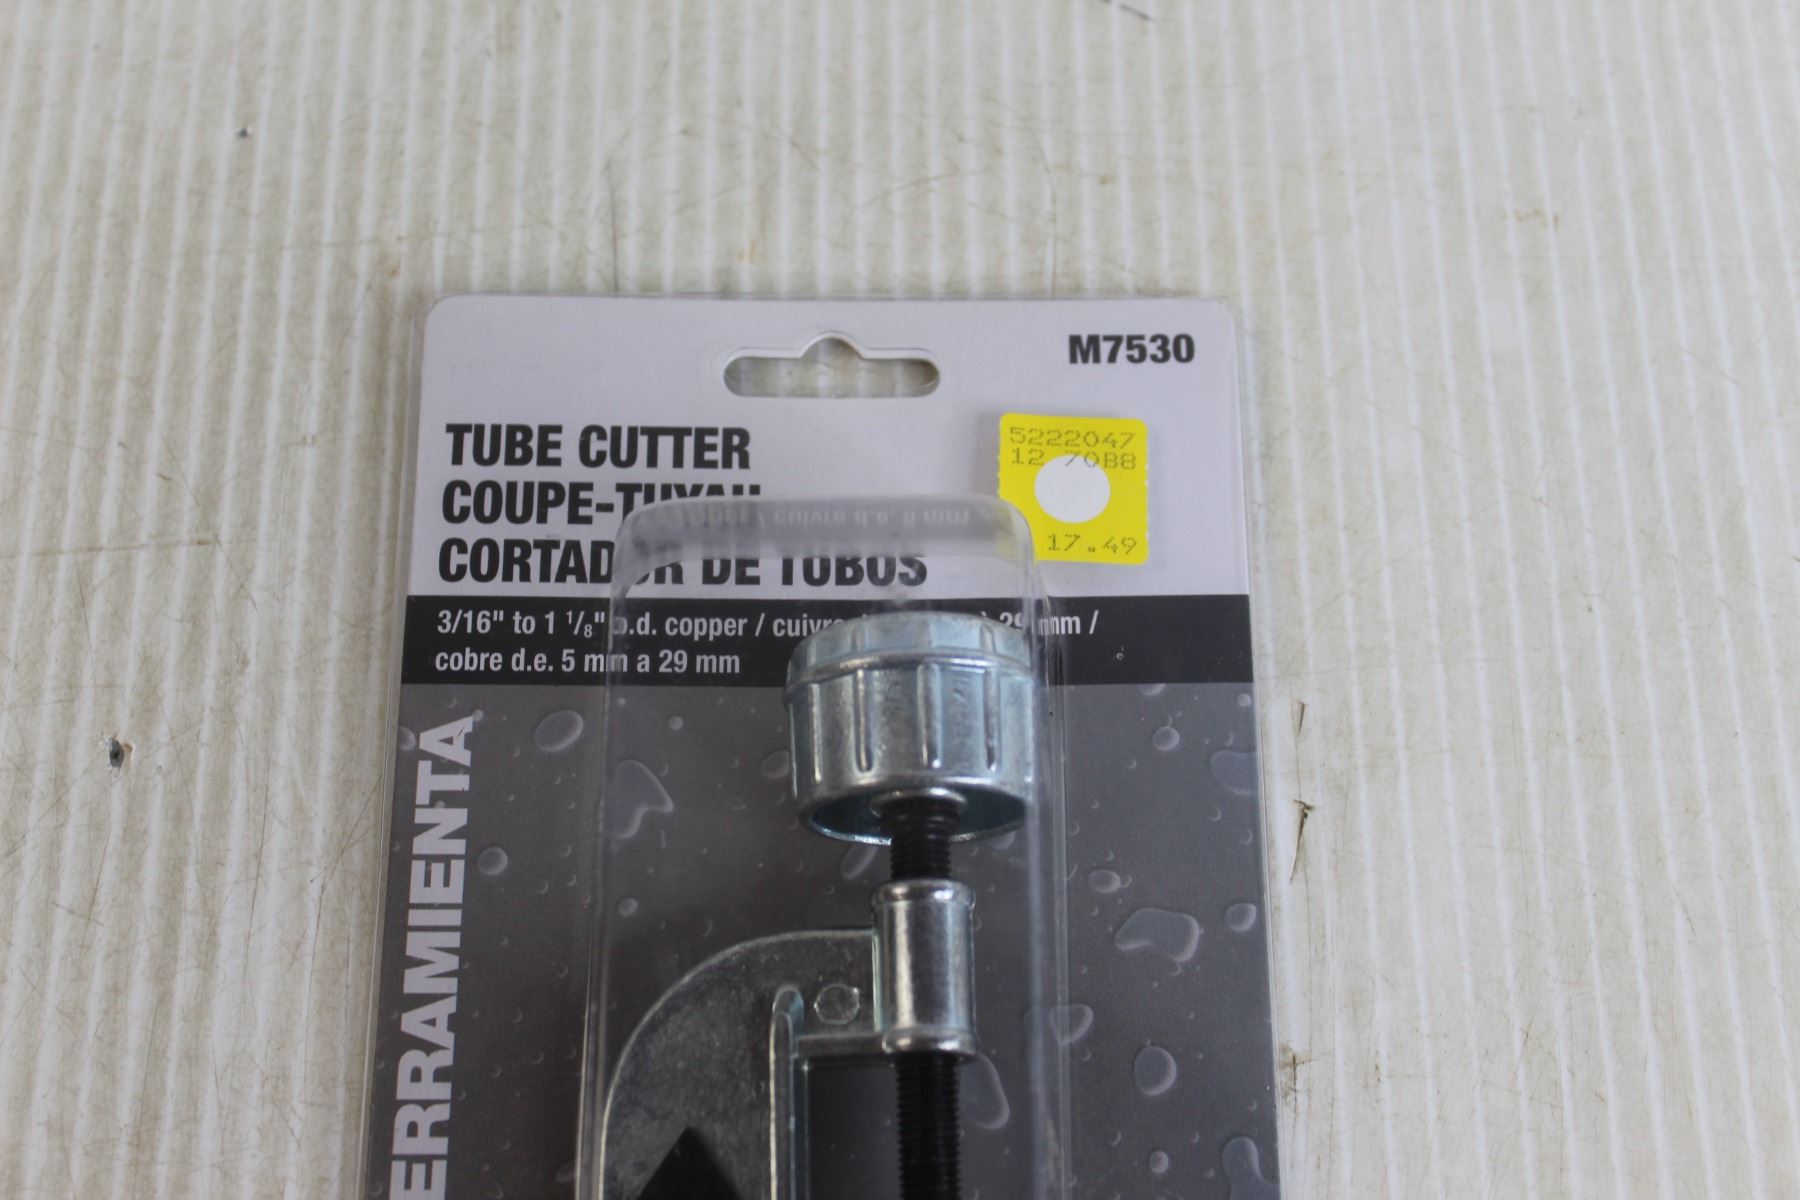 M7530
TUBE CUTTER
COUPE-TUYAU
CORTADOR DE TUBOS
5222047
12 70B8
17.49
3/16" to 1 1/8" o.d. copper / cuivre à 29 mm /
cobre d.e. 5 mm a 29 mm
ERRAMIENTA